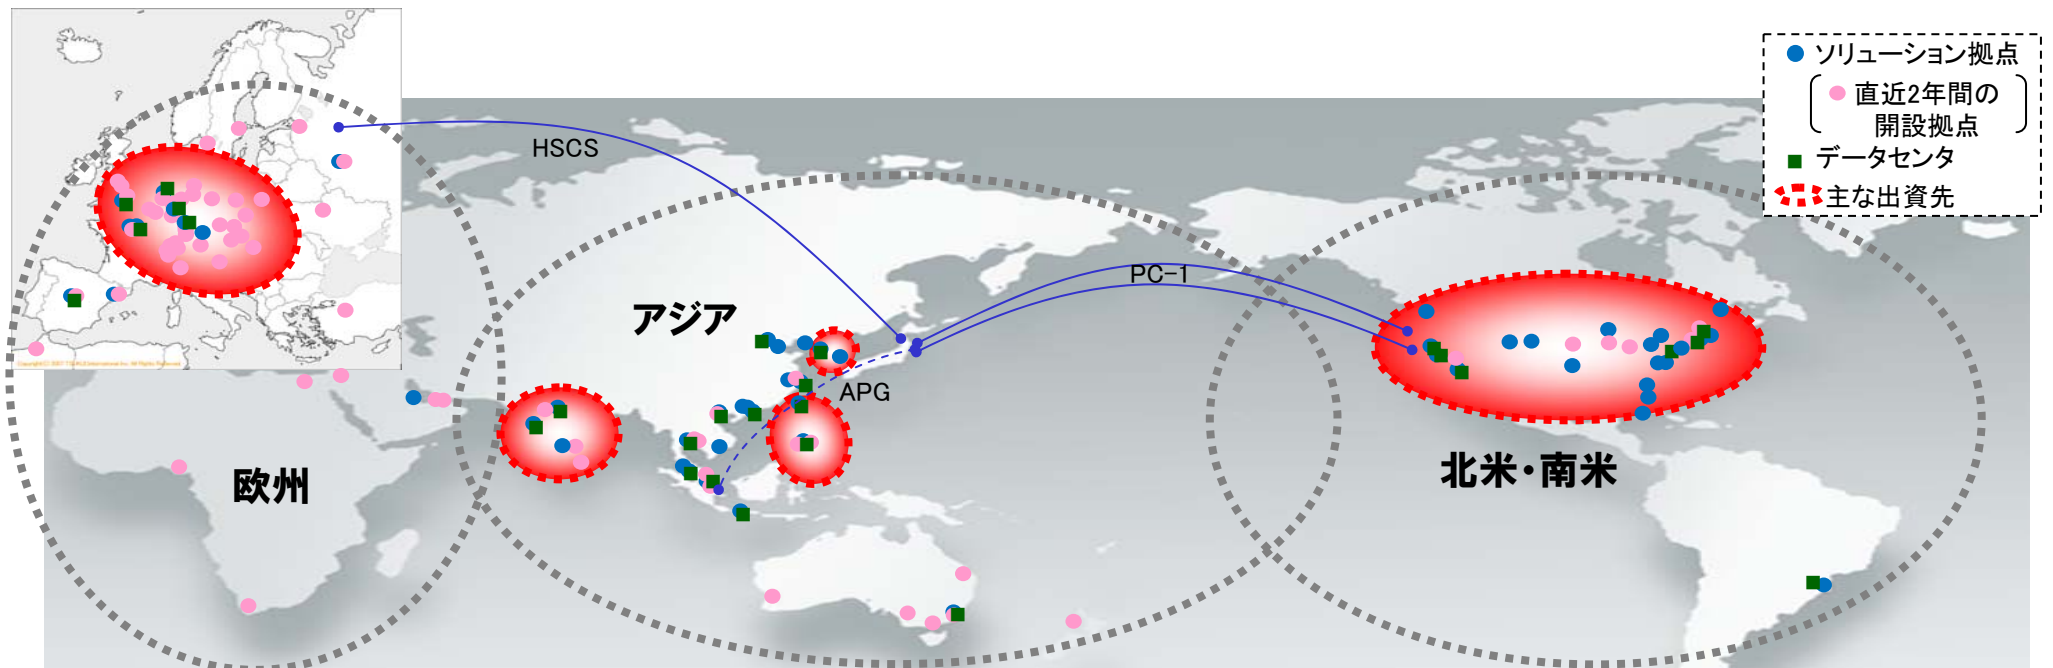 ソリューション拠点
直近2年間の
開設拠点
データセンタ
主な出資先
HSCS
PC-1
アジア
APG
欧州
北米・南米